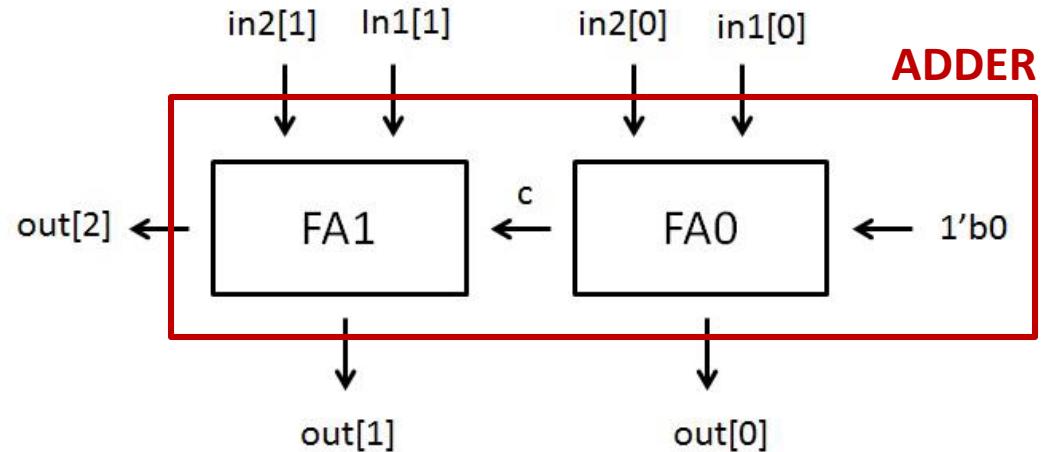 in2[1] In1[1] in2[0] in1[0]
ADDER
out[2] FA1 c FA0 1’b0
out[1] out[0]